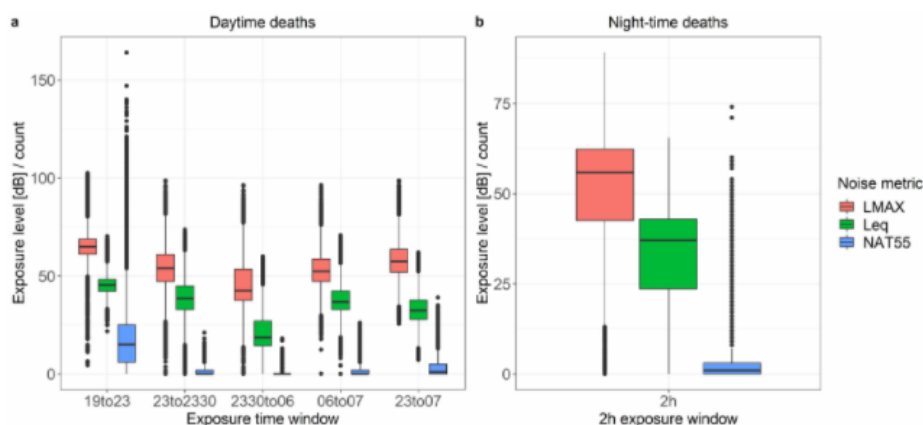 a Daytime deaths
b Night-time deaths
Exposure level [dB] / count
150
100
50
0
19to23 23to2330 2330to06 06to07 23to07
Exposure time window
Exposure level [dB] / count
75
50
25
0
2h
2h exposure window
Noise metric
LMAX
Leq
NAT55